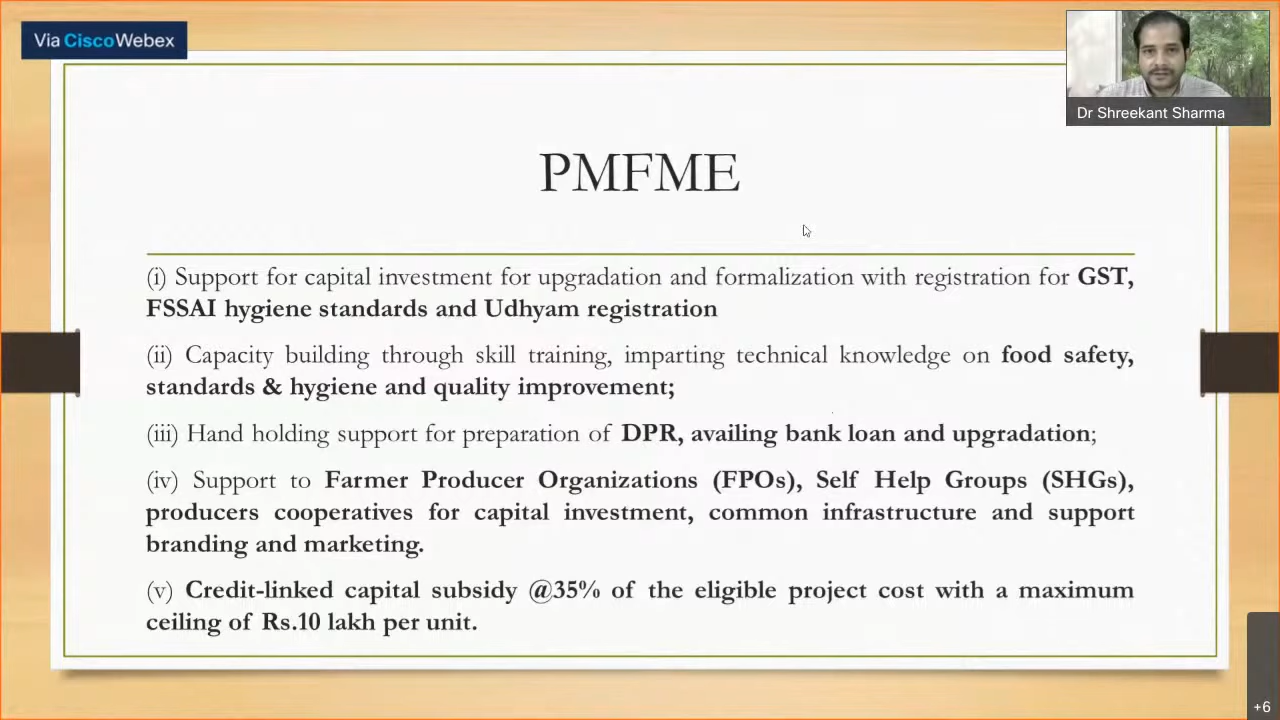 Via Cisco Webex
Dr Shreekant Sharma
PMFME
(i) Support for capital investment for upgradation and formalization with registration for GST,
FSSAI hygiene standards and Udhyam registration
(ii) Capacity building through skill training, imparting technical knowledge on food safety,
standards & hygiene and quality improvement;
(iii) Hand holding support for preparation of DPR, availing bank loan and upgradation;
(iv) Support to Farmer Producer Organizations (FPOs), Self Help Groups (SHGs),
producers cooperatives for capital investment, common infrastructure and support
branding and marketing.
(v) Credit-linked capital subsidy @35% of the eligible project cost with a maximum
ceiling of Rs.10 lakh per unit.
+6